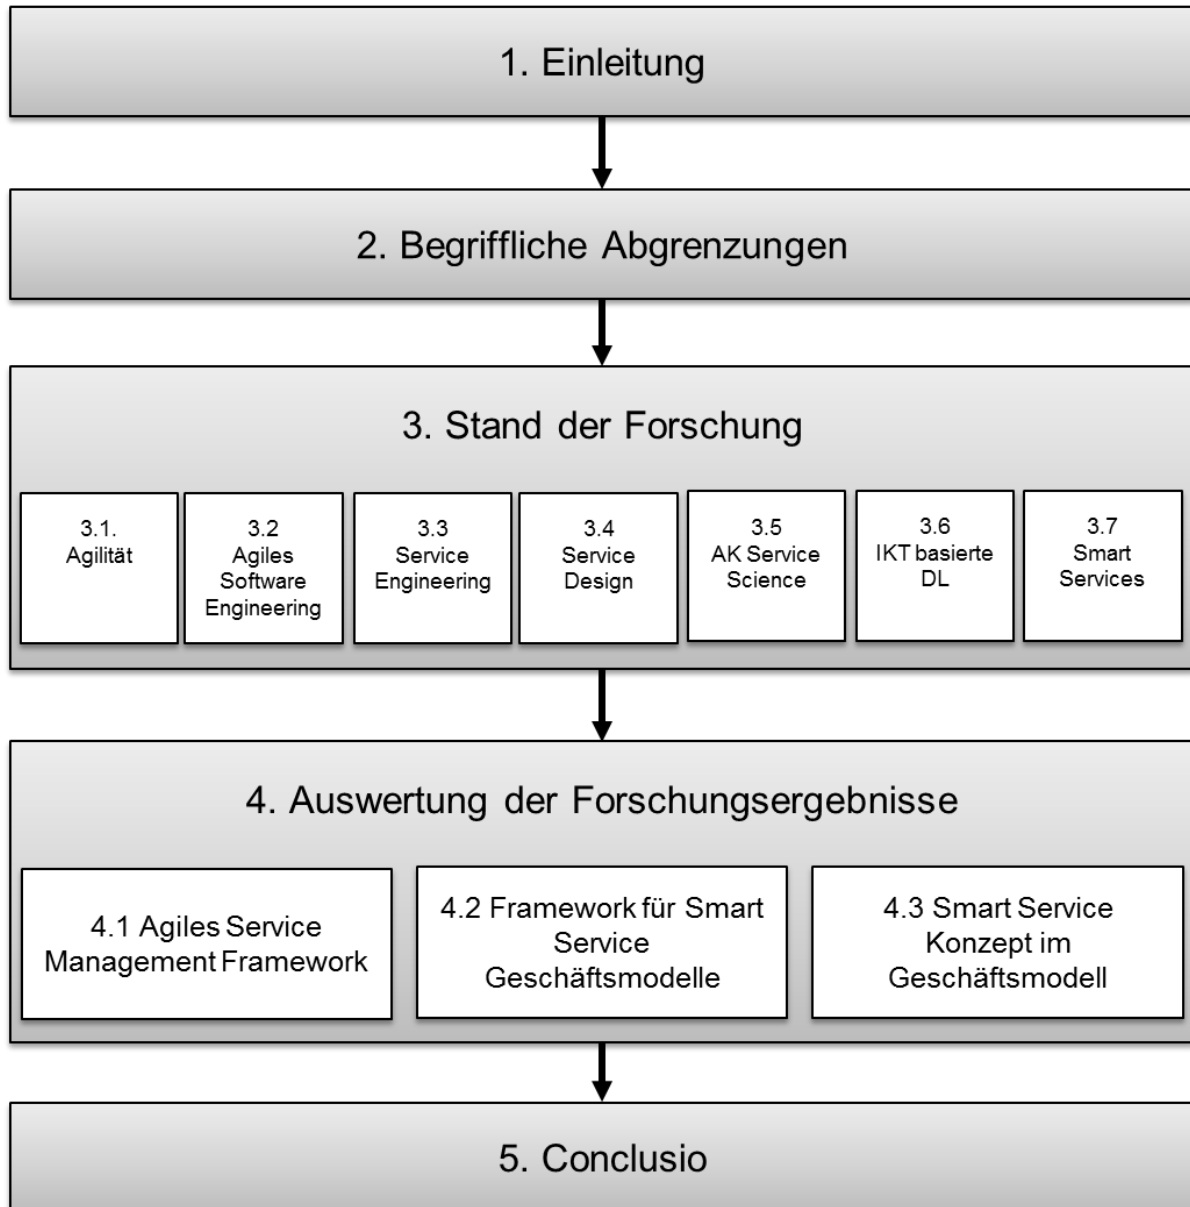 1. Einleitung
2. Begriffliche Abgrenzungen
3. Stand der Forschung
3.1.
Agilität
3.2
Agiles
Software
Engineering
3.3
Service
Engineering
3.4
Service
Design
3.5
AK Service
Science
3.6
IKT basierte
DL
3.7
Smart
Services
4. Auswertung der Forschungsergebnisse
4.1 Agiles Service
Management Framework
4.2 Framework für Smart
Service
Geschäftsmodelle
4.3 Smart Service
Konzept im
Geschäftsmodell
5. Conclusio